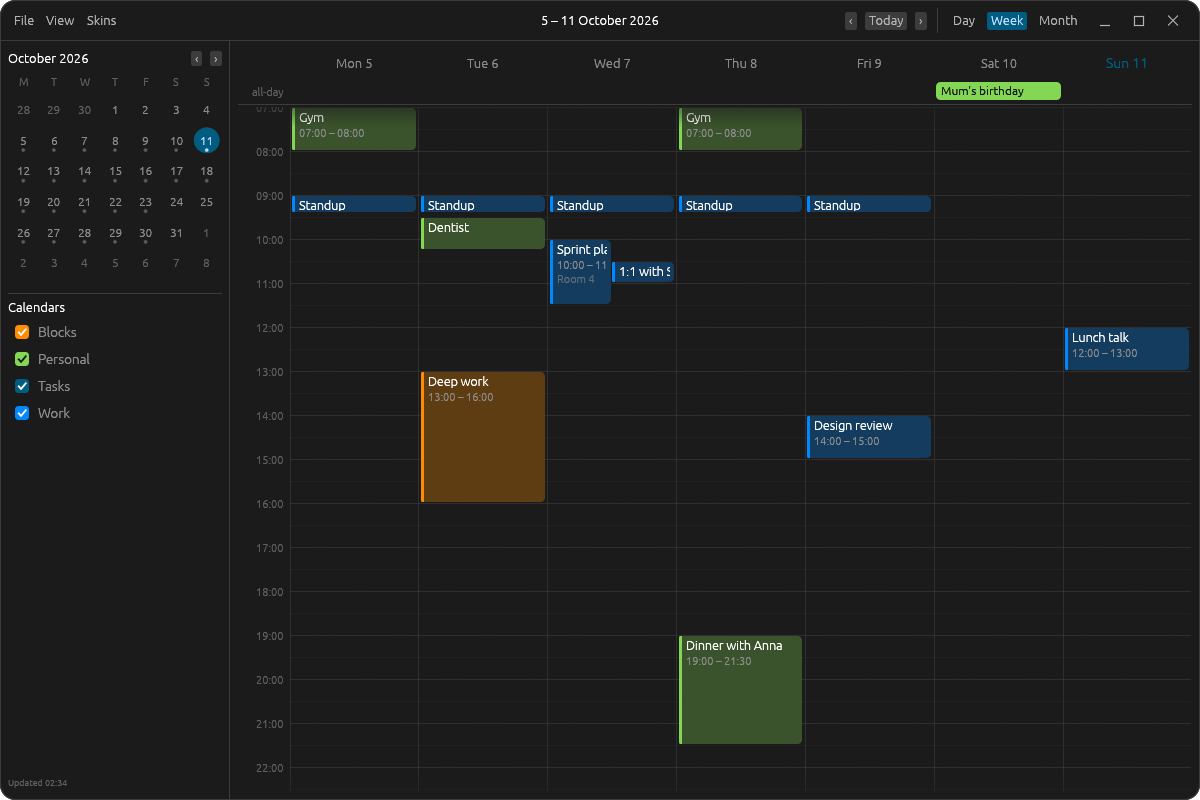 File View Skins
5 – 11 October 2026
‹ Today › Day Week Month
October 2026 ‹ ›
M T W T F S S
28 29 30 1 2 3 4
5 6 7 8 9 10 11
12 13 14 15 16 17 18
19 20 21 22 23 24 25
26 27 28 29 30 31 1
2 3 4 5 6 7 8
Calendars
Blocks
Personal
Tasks
Work
Updated 02:34
Mon 5 Tue 6 Wed 7 Thu 8 Fri 9 Sat 10 Sun 11
all-day Mum's birthday
07:00
Gym Gym
07:00 – 08:00 07:00 – 08:00
08:00
09:00
Standup Standup Standup Standup Standup
Dentist
10:00
Sprint pla
10:00 – 11
1:1 with S
Room 4
11:00
12:00
Lunch talk
12:00 – 13:00
13:00
Deep work
13:00 – 16:00
14:00
Design review
14:00 – 15:00
15:00
16:00
17:00
18:00
19:00
Dinner with Anna
19:00 – 21:30
20:00
21:00
22:00